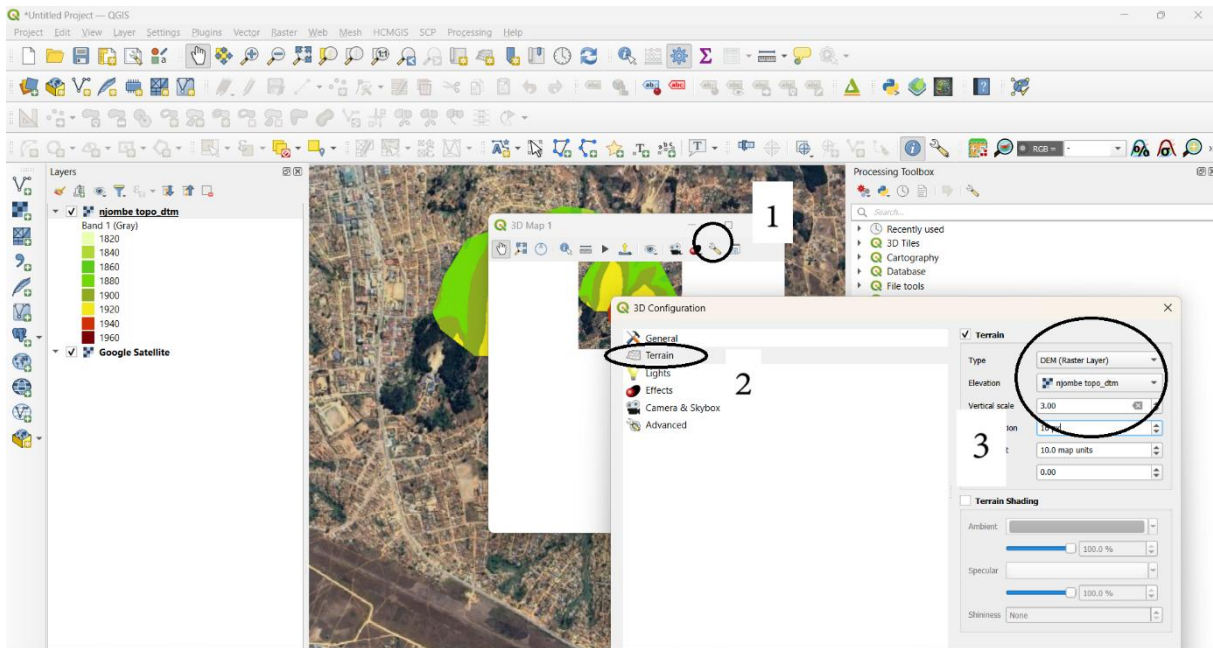 *Untitled Project — QGIS
Project Edit View Layer Settings Plugins Vector Raster Web Mesh HCMGIS SCP Processing Help
RGB = -
Layers
njombe topo_dtm
Band 1 (Gray)
1820
1840
1860
1880
1900
1920
1940
1960
Google Satellite
3D Map 1
1
Processing Toolbox
Search...
Recently used
3D Tiles
Cartography
Database
File tools
3D Configuration
General
Terrain
Lights
Effects
Camera & Skybox
Advanced
2
Terrain
Type DEM (Raster Layer)
Elevation njombe topo_dtm
Vertical scale 3.00
3
10.0 map units
0.00
Terrain Shading
Ambient
100.0 %
Specular
100.0 %
Shininess None